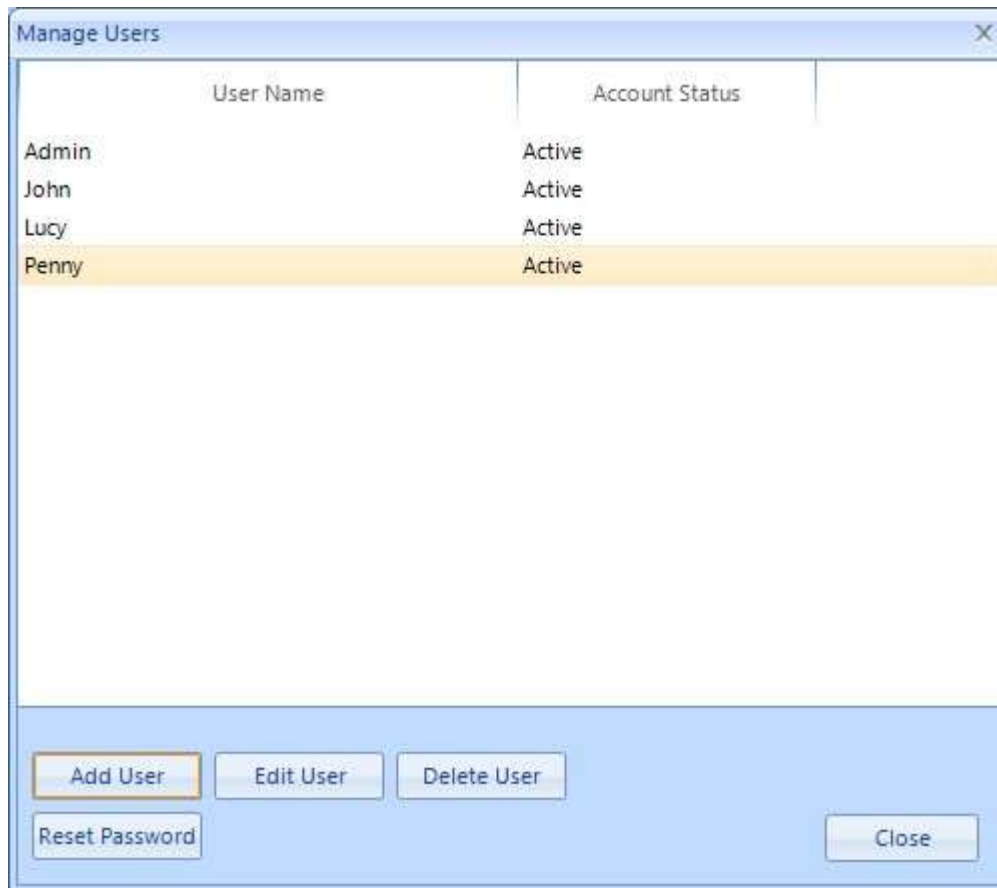 Manage Users
User Name Account Status
Admin Active
John Active
Lucy Active
Penny Active
Add User Edit User Delete User
Reset Password Close